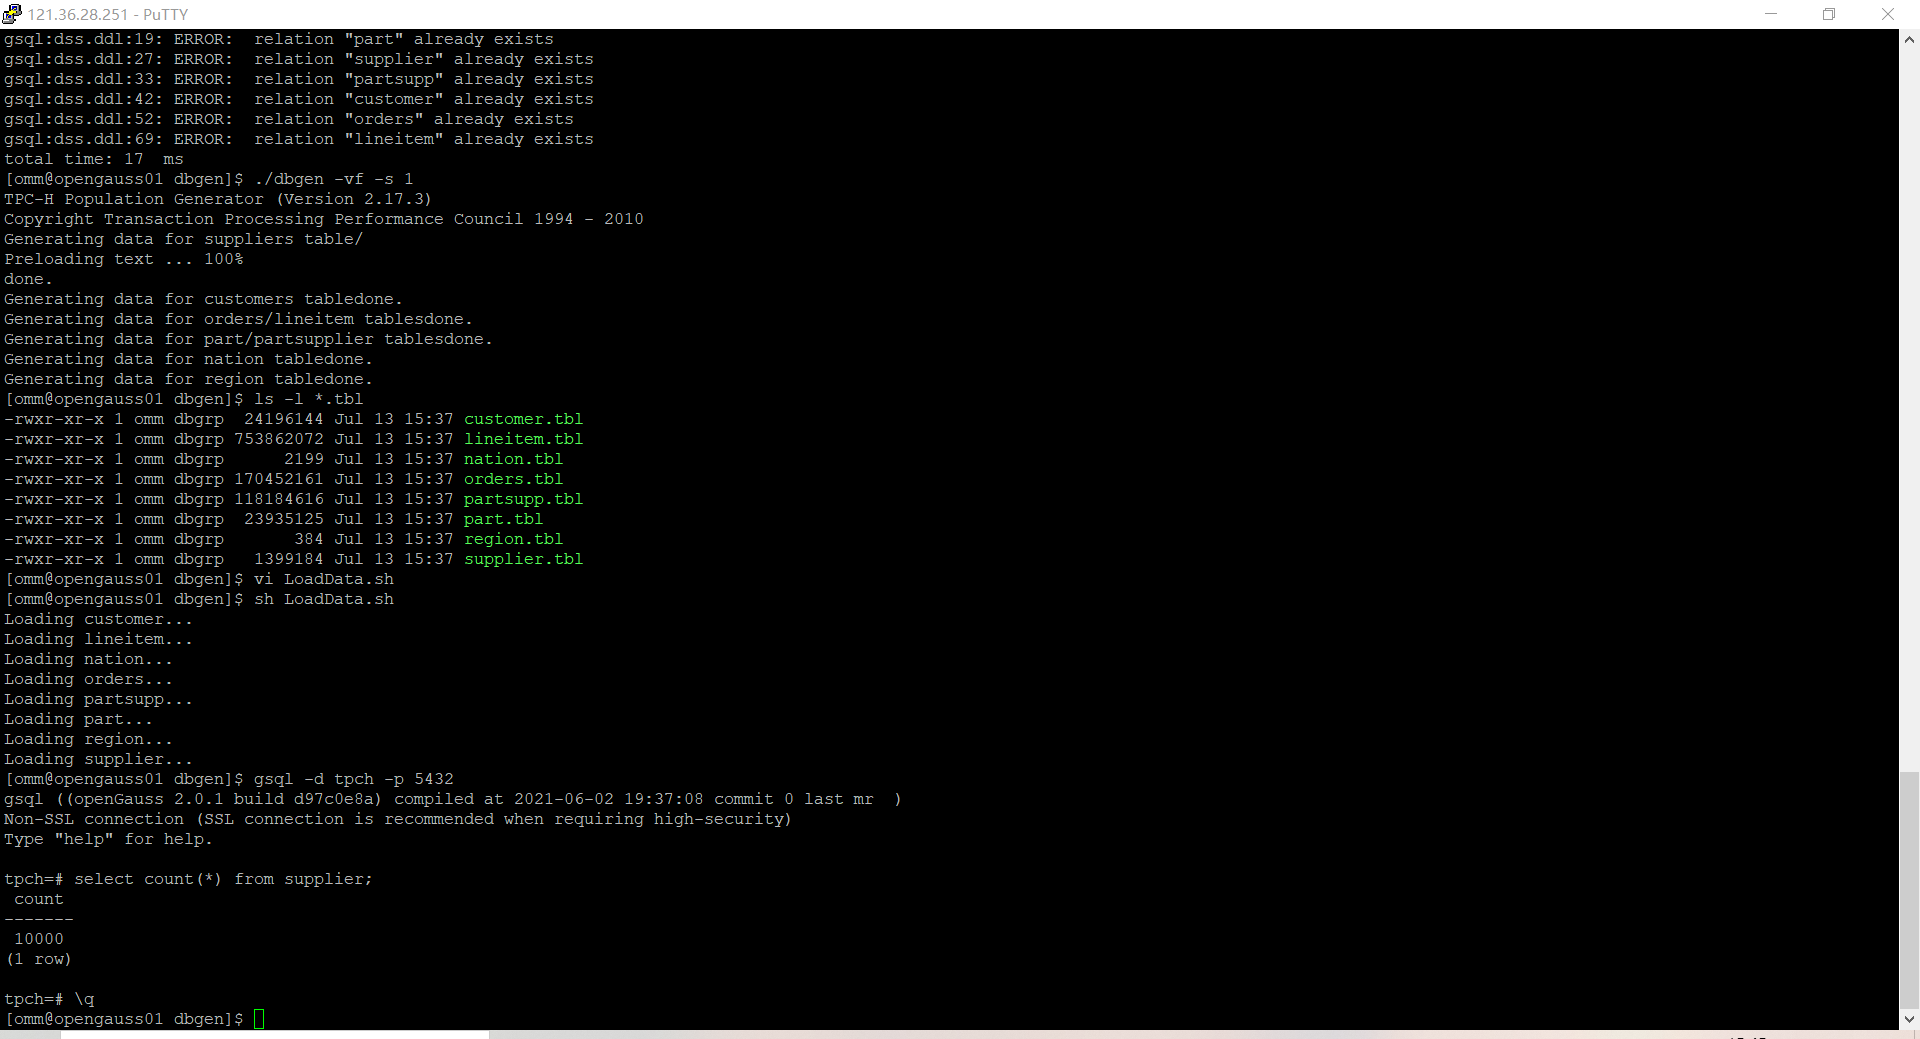 121.36.28.251 - PuTTY
gsql:dss.ddl:19: ERROR:  relation "part" already exists
gsql:dss.ddl:27: ERROR:  relation "supplier" already exists
gsql:dss.ddl:33: ERROR:  relation "partsupp" already exists
gsql:dss.ddl:42: ERROR:  relation "customer" already exists
gsql:dss.ddl:52: ERROR:  relation "orders" already exists
gsql:dss.ddl:69: ERROR:  relation "lineitem" already exists
total time: 17  ms
[omm@opengauss01 dbgen]$ ./dbgen -vf -s 1
TPC-H Population Generator (Version 2.17.3)
Copyright Transaction Processing Performance Council 1994 - 2010
Generating data for suppliers table/
Preloading text ... 100%
done.
Generating data for customers tabledone.
Generating data for orders/lineitem tablesdone.
Generating data for part/partsupplier tablesdone.
Generating data for nation tabledone.
Generating data for region tabledone.
[omm@opengauss01 dbgen]$ ls -l *.tbl
-rwxr-xr-x 1 omm dbgrp  24196144 Jul 13 15:37 customer.tbl
-rwxr-xr-x 1 omm dbgrp 753862072 Jul 13 15:37 lineitem.tbl
-rwxr-xr-x 1 omm dbgrp      2199 Jul 13 15:37 nation.tbl
-rwxr-xr-x 1 omm dbgrp 170452161 Jul 13 15:37 orders.tbl
-rwxr-xr-x 1 omm dbgrp 118184616 Jul 13 15:37 partsupp.tbl
-rwxr-xr-x 1 omm dbgrp  23935125 Jul 13 15:37 part.tbl
-rwxr-xr-x 1 omm dbgrp       384 Jul 13 15:37 region.tbl
-rwxr-xr-x 1 omm dbgrp   1399184 Jul 13 15:37 supplier.tbl
[omm@opengauss01 dbgen]$ vi LoadData.sh
[omm@opengauss01 dbgen]$ sh LoadData.sh
Loading customer...
Loading lineitem...
Loading nation...
Loading orders...
Loading partsupp...
Loading part...
Loading region...
Loading supplier...
[omm@opengauss01 dbgen]$ gsql -d tpch -p 5432
gsql ((openGauss 2.0.1 build d97c0e8a) compiled at 2021-06-02 19:37:08 commit 0 last mr  )
Non-SSL connection (SSL connection is recommended when requiring high-security)
Type "help" for help.
tpch=# select count(*) from supplier;
 count
-------
 10000
(1 row)
tpch=# \q
[omm@opengauss01 dbgen]$